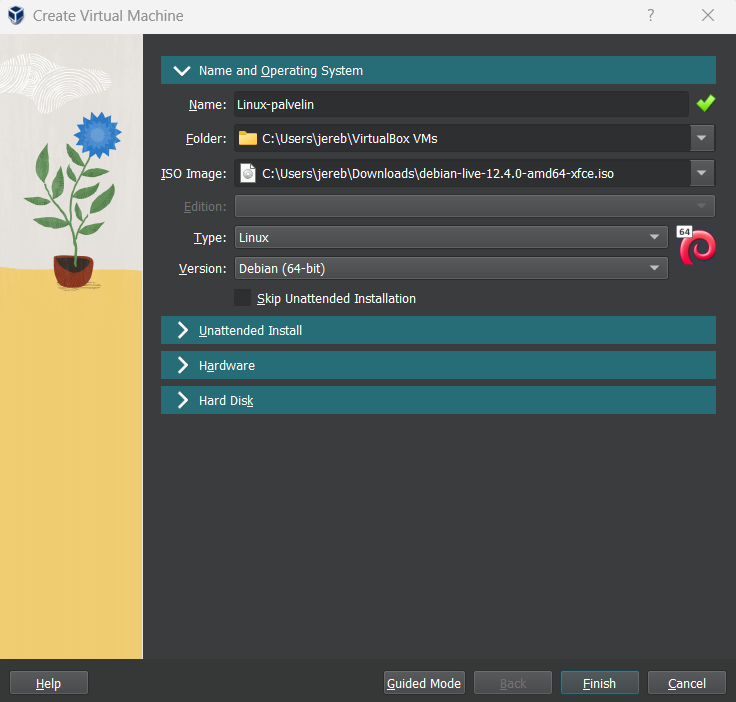 Create Virtual Machine
?
Name and Operating System
Name: Linux-palvelin
Folder: C:\Users\jereb\VirtualBox VMs
ISO Image: C:\Users\jereb\Downloads\debian-live-12.4.0-amd64-xfce.iso
Edition:
Type: Linux
64
Version: Debian (64-bit)
Skip Unattended Installation
Unattended Install
Hardware
Hard Disk
Help Guided Mode Back Finish Cancel